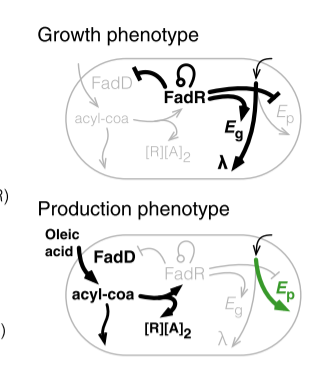 Growth phenotype
FadD
FadR
acyl-coa
Eg
Ep
[R][A]2
λ
R)
Production phenotype
Oleic
acid
FadD
FadR
acyl-coa
Ep
Eg
[R][A]2
λ
)